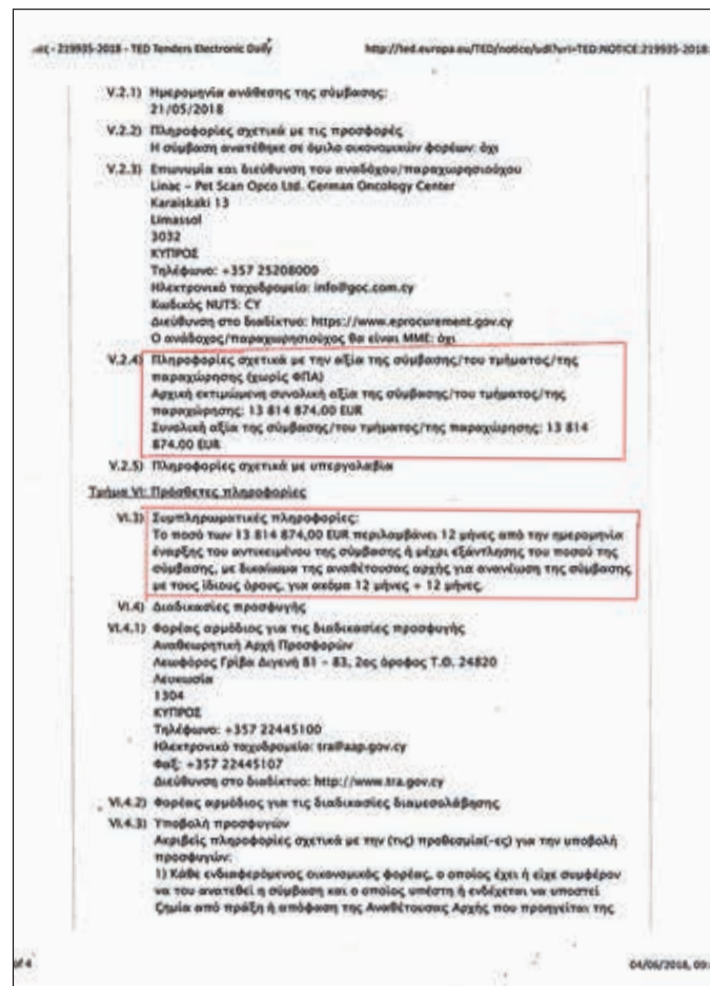 - 219935-2018 - TED Tenders Electronic Daily
http://ted.europa.eu/TED/notice/udl?uri=TED:NOTICE:219935-2018:
V.2.1) Ημερομηνία ανάθεσης της σύμβασης:
21/05/2018
V.2.2) Πληροφορίες σχετικά με τις προσφορές
Η σύμβαση ανατέθηκε σε όμιλο οικονομικών φορέων: όχι
V.2.3) Επωνυμία και διεύθυνση του αναδόχου/παραχωρησιούχου
Linac – Pet Scan Opco Ltd. German Oncology Center
Karaiskaki 13
Limassol
3032
ΚΥΠΡΟΣ
Τηλέφωνο: +357 25208000
Ηλεκτρονικό ταχυδρομείο: info@goc.com.cy
Κωδικός NUTS: CY
Διεύθυνση στο διαδίκτυο: https://www.eprocurement.gov.cy
Ο ανάδοχος/παραχωρησιούχος θα είναι ΜΜΕ: όχι
V.2.4) Πληροφορίες σχετικά με την αξία της σύμβασης/του τμήματος/της
παραχώρησης (χωρίς ΦΠΑ)
Αρχική εκτιμώμενη συνολική αξία της σύμβασης/του τμήματος/της
παραχώρησης: 13 814 874.00 EUR
Συνολική αξία της σύμβασης/του τμήματος/της παραχώρησης: 13 814
874.00 EUR
V.2.5) Πληροφορίες σχετικά με υπεργολαβία
Τμήμα VI: Πρόσθετες πληροφορίες
VI.3) Συμπληρωματικές πληροφορίες:
Το ποσό των 13 814 874,00 EUR περιλαμβάνει 12 μήνες από την ημερομηνία
έναρξης του αντικειμένου της σύμβασης ή μέχρι εξάντλησης του ποσού της
σύμβασης, με δικαίωμα της αναθέτουσας αρχής για ανανέωση της σύμβασης
με τους ίδιους όρους, για ακόμα 12 μήνες + 12 μήνες.
VI.4) Διαδικασίες προσφυγής
VI.4.1) Φορέας αρμόδιος για τις διαδικασίες προσφυγής
Αναθεωρητική Αρχή Προσφορών
Λεωφόρος Γρίβα Διγενή 81 – 83, 2ος όροφος Τ.Θ. 24820
Λευκωσία
1304
ΚΥΠΡΟΣ
Τηλέφωνο: +357 22445100
Ηλεκτρονικό ταχυδρομείο: tra@aap.gov.cy
Φαξ: +357 22445107
Διεύθυνση στο διαδίκτυο: http://www.tra.gov.cy
VI.4.2) Φορέας αρμόδιος για τις διαδικασίες διαμεσολάβησης
VI.4.3) Υποβολή προσφυγών
Ακριβείς πληροφορίες σχετικά με την (τις) προθεσμία(-ες) για την υποβολή
προσφυγών:
1) Κάθε ενδιαφερόμενος οικονομικός φορέας, ο οποίος έχει ή είχε συμφέρον
να του ανατεθεί η σύμβαση και ο οποίος υπέστη ή ενδέχεται να υποστεί
ζημία από πράξη ή απόφαση της Αναθέτουσας Αρχής που προηγείται της
of 4
04/06/2018, 09: